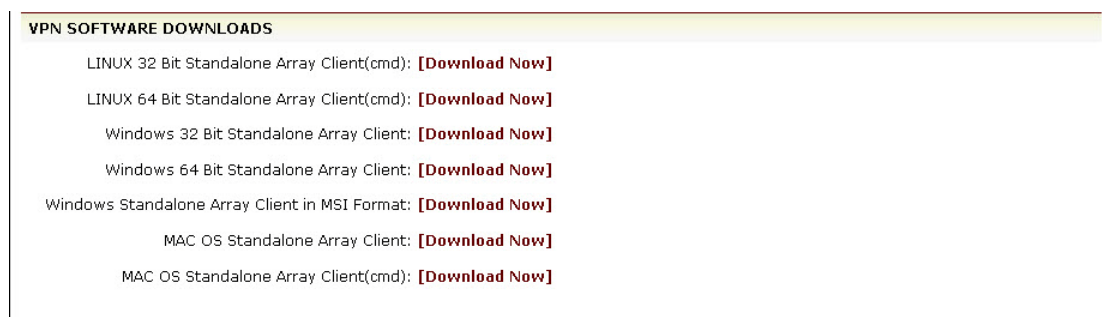 VPN SOFTWARE DOWNLOADS
LINUX 32 Bit Standalone Array Client(cmd): [Download Now]
LINUX 64 Bit Standalone Array Client(cmd): [Download Now]
Windows 32 Bit Standalone Array Client: [Download Now]
Windows 64 Bit Standalone Array Client: [Download Now]
Windows Standalone Array Client in MSI Format: [Download Now]
MAC OS Standalone Array Client: [Download Now]
MAC OS Standalone Array Client(cmd): [Download Now]